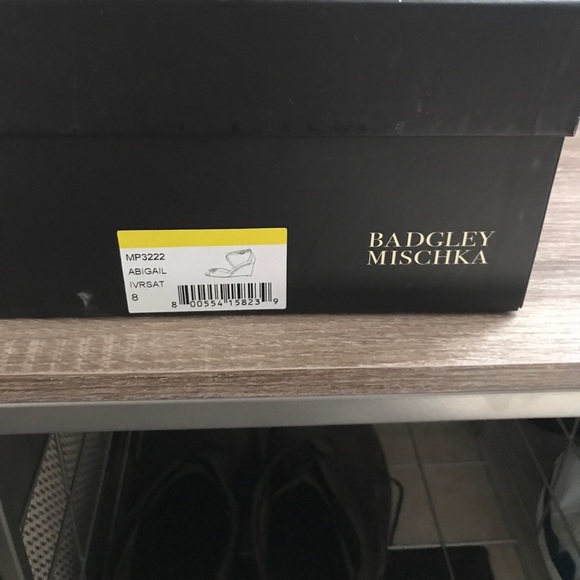 MP3222
ABIGAIL
IVRSAT
8
8 00554 15823 9
BADGLEY
MISCHKA